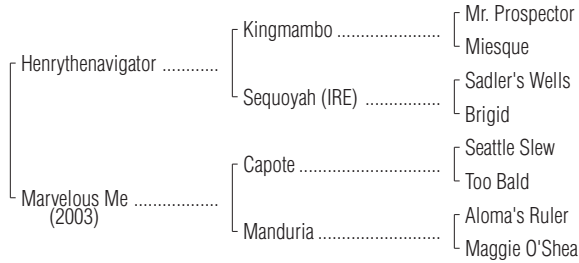 Mr. Prospector
Kingmambo ....................
Miesque
Henrythenavigator ...........
Sadler's Wells
Sequoyah (IRE) ..............
Brigid
Seattle Slew
Capote ...........................
Too Bald
Marvelous Me ................
(2003)
Aloma's Ruler
Manduria .......................
Maggie O'Shea